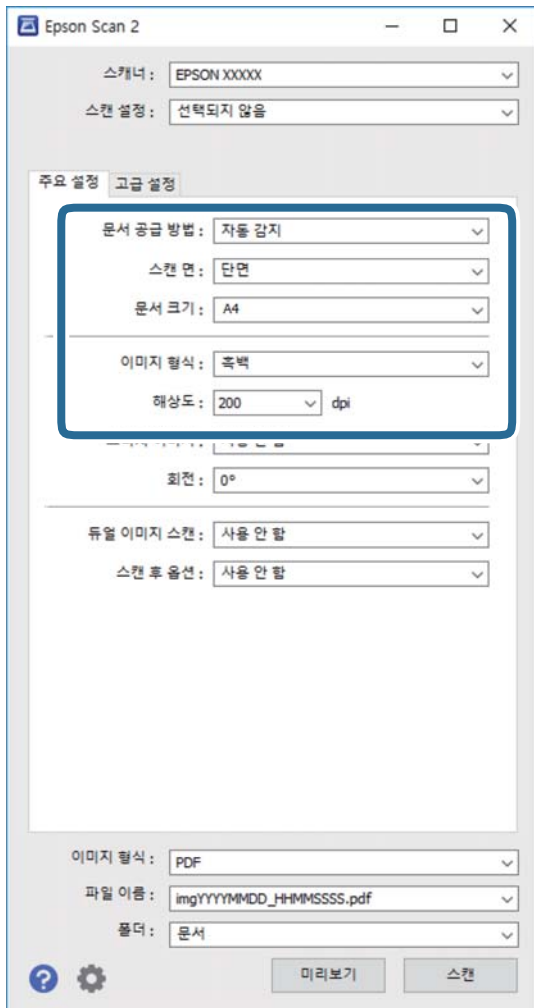 Epson Scan 2
스캐너 : EPSON XXXXX
스캔 설정 : 선택되지 않음
주요 설정 고급 설정
문서 공급 방법 : 자동 감지
스캔 면 : 단면
문서 크기 : A4
이미지 형식 : 흑백
해상도 : 200 dpi
회전 : 0°
듀얼 이미지 스캔 : 사용 안 함
스캔 후 옵션 : 사용 안 함
이미지 형식 : PDF
파일 이름 : imgYYYYMMDD_HHMMSSSS.pdf
폴더 : 문서
미리보기 스캔